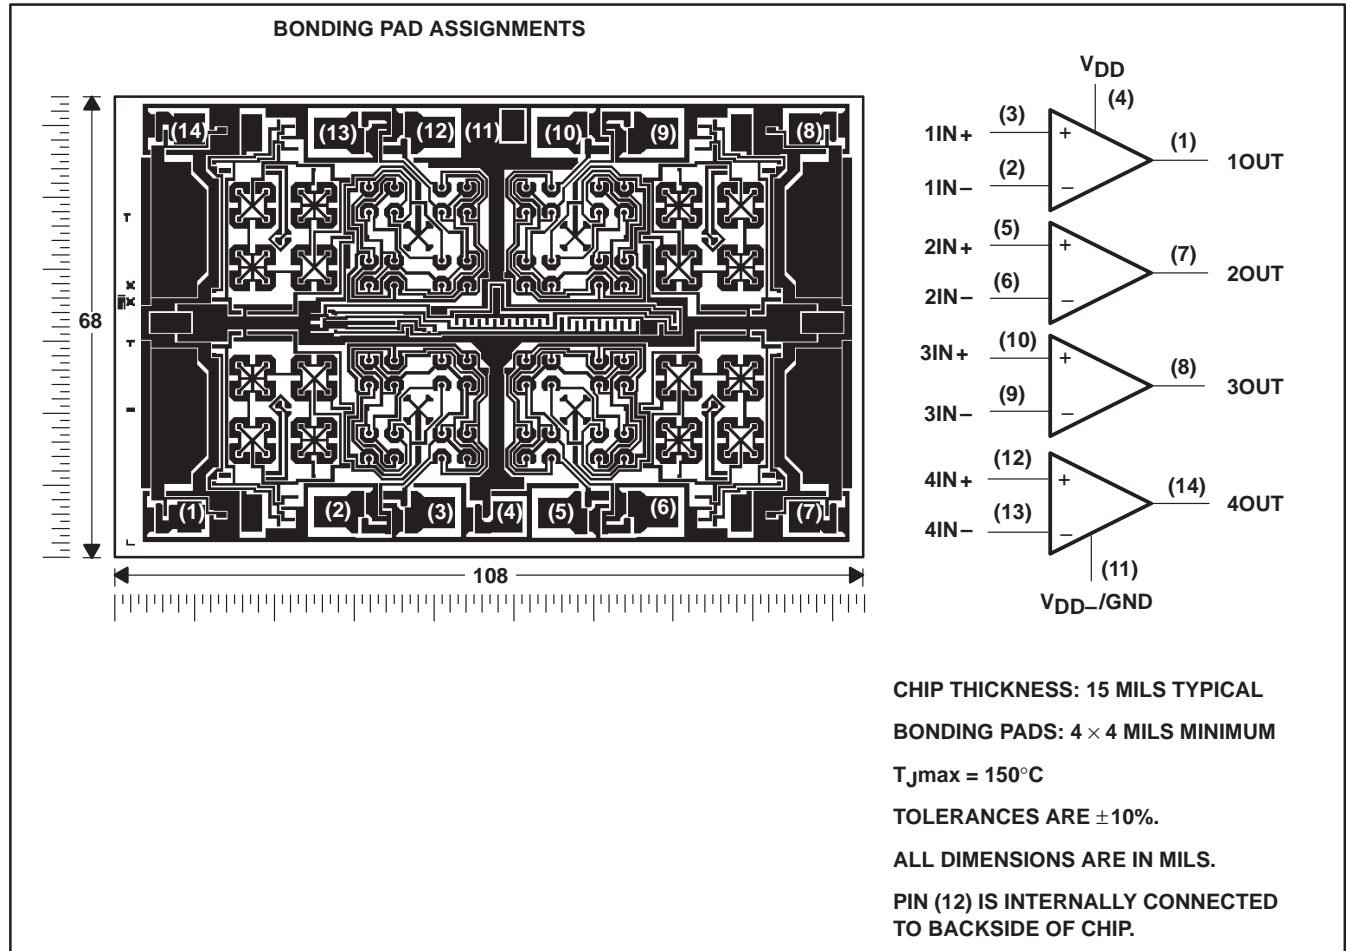 BONDING PAD ASSIGNMENTS
(14) (13) (12) (11) (10) (9) (8)
68
(1) (2) (3) (4) (5) (6) (7)
108
VDD
(4)
1IN+ (3) + (1) 1OUT
1IN− (2) −
2IN+ (5) + (7) 2OUT
2IN− (6) −
3IN+ (10) + (8) 3OUT
3IN− (9) −
4IN+ (12) + (14) 4OUT
4IN− (13) −
(11)
VDD−/GND
CHIP THICKNESS: 15 MILS TYPICAL
BONDING PADS: 4 × 4 MILS MINIMUM
TJmax = 150°C
TOLERANCES ARE ±10%.
ALL DIMENSIONS ARE IN MILS.
PIN (12) IS INTERNALLY CONNECTED
TO BACKSIDE OF CHIP.